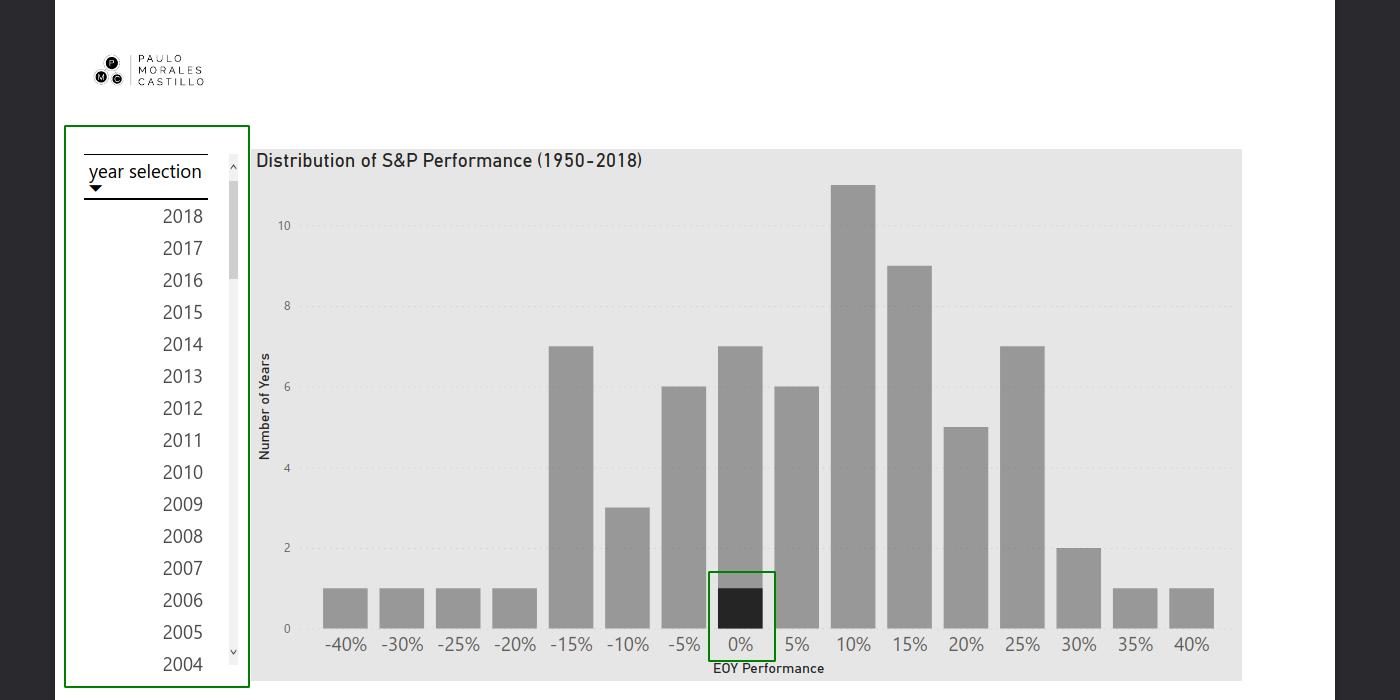 P
M C
PAULO
MORALES
CASTILLO
year selection
2018
2017
2016
2015
2014
2013
2012
2011
2010
2009
2008
2007
2006
2005
2004
Distribution of S&P Performance (1950-2018)
Number of Years
10
8
6
4
2
0
-40% -30% -25% -20% -15% -10% -5% 0% 5% 10% 15% 20% 25% 30% 35% 40%
EOY Performance